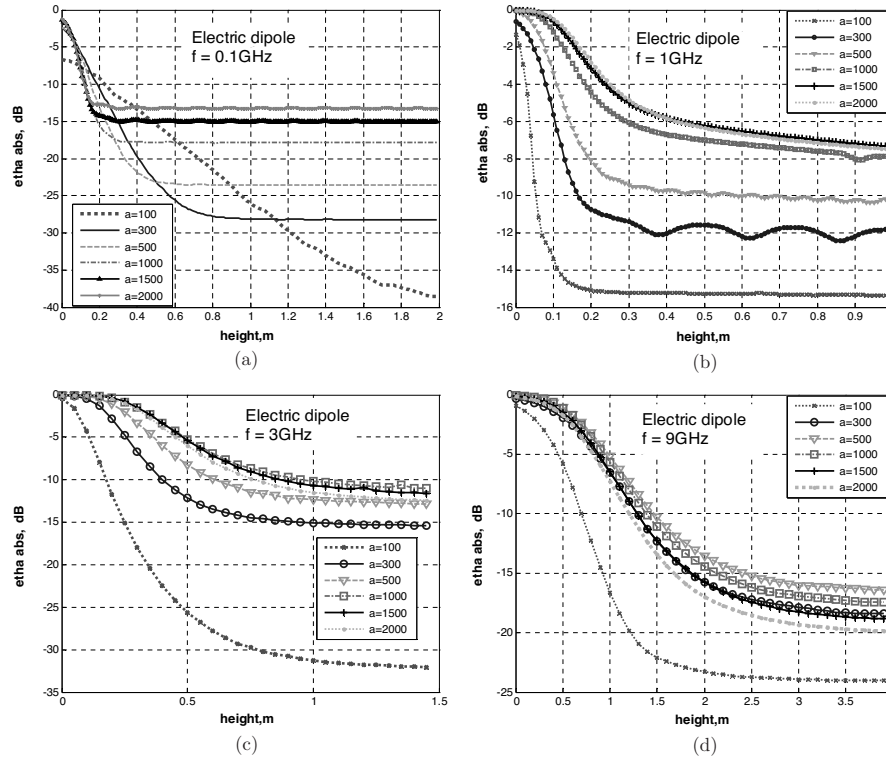 etha abs, dB
0
-5
-10
-15
-20
-25
-30
-35
-40
Electric dipole
f = 0.1GHz
a=100
a=300
a=500
a=1000
a=1500
a=2000
0 0.2 0.4 0.6 0.8 1 1.2 1.4 1.6 1.8 2
height,m
(a)
etha abs, dB
0
-2
-4
-6
-8
-10
-12
-14
-16
Electric dipole
f = 1GHz
a=100
a=300
a=500
a=1000
a=1500
a=2000
0 0.1 0.2 0.3 0.4 0.5 0.6 0.7 0.8 0.9
height,m
(b)
etha abs, dB
0
-5
-10
-15
-20
-25
-30
-35
Electric dipole
f = 3GHz
a=100
a=300
a=500
a=1000
a=1500
a=2000
0 0.5 1 1.5
height,m
(c)
etha abs, dB
0
-5
-10
-15
-20
-25
Electric dipole
f = 9GHz
a=100
a=300
a=500
a=1000
a=1500
a=2000
0 0.5 1 1.5 2 2.5 3 3.5
height,m
(d)